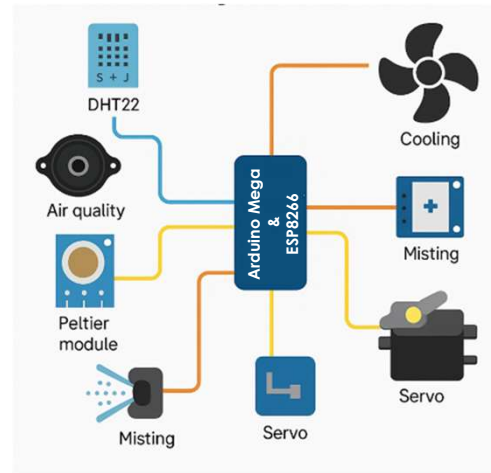 S + J
DHT22
Cooling
Air quality
Arduino Mega
&
ESP8266
Misting
Peltier
module
Servo
Misting
Servo